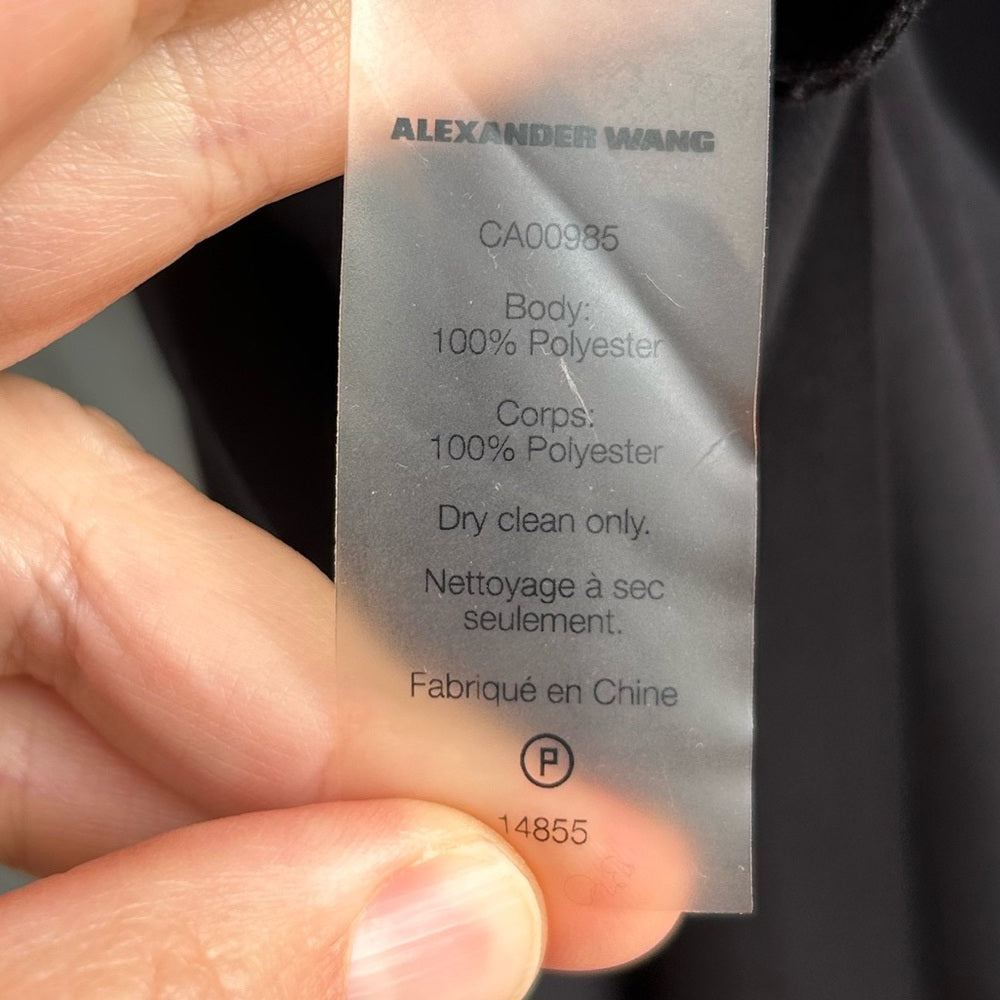 ALEXANDER WANG
CA00985
Body:
100% Polyester
Corps:
100% Polyester
Dry clean only.
Nettoyage à sec
seulement.
Fabriqué en Chine
P
14855